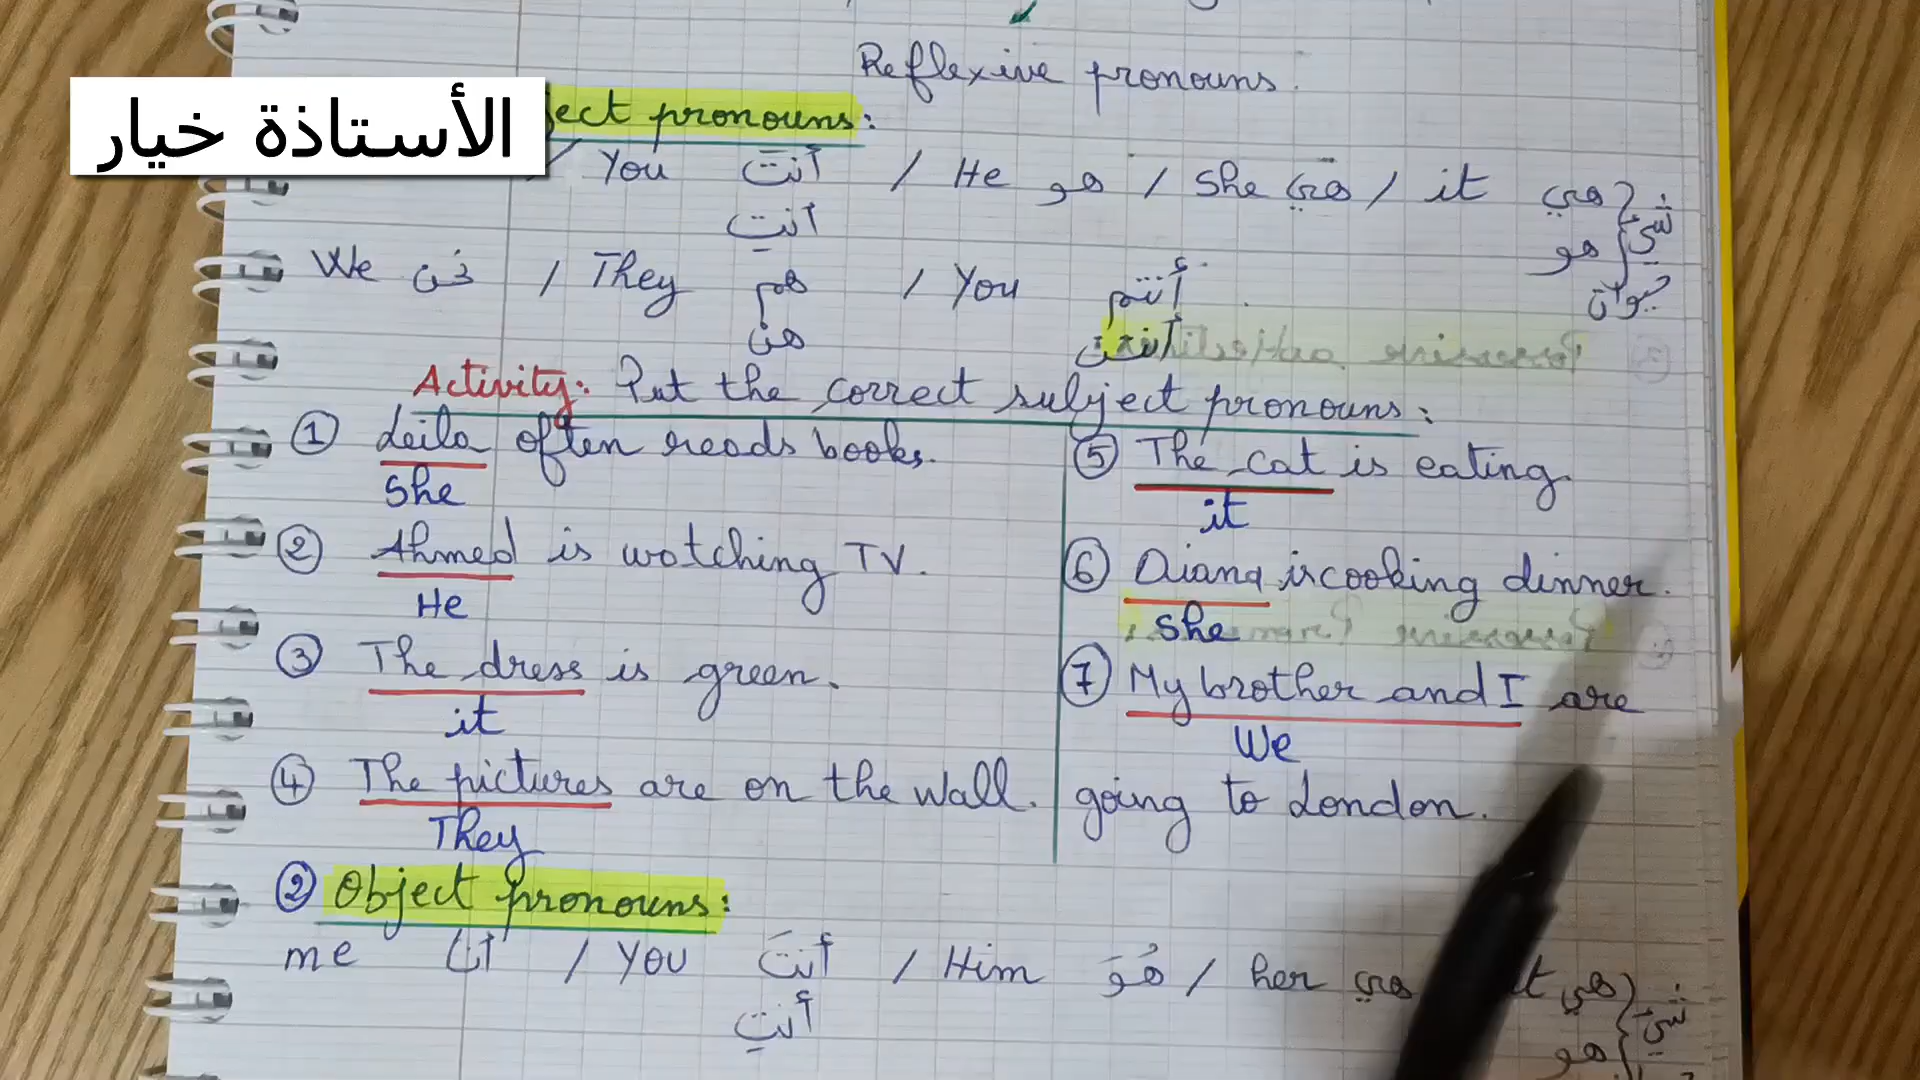 Reflexive pronouns.
الأستاذة خيار
ject pronouns:
/ You أنتَ / He هو / She هي / it هي شيء
أنتِ هو
We نحن / They هم / You أنتم حيوان
هن أنتن
Activity: Put the correct subject pronouns:
① Leila often reads books.
She
② Ahmed is watching TV.
He
③ The dress is green.
it
④ The pictures are on the wall.
They
⑤ The cat is eating.
it
⑥ Diana is cooking dinner.
She
⑦ My brother and I are
We
going to London.
② Object pronouns:
me أنا / You أنتَ / Him هُوَ / her هي هي شيء
أنتِ هو